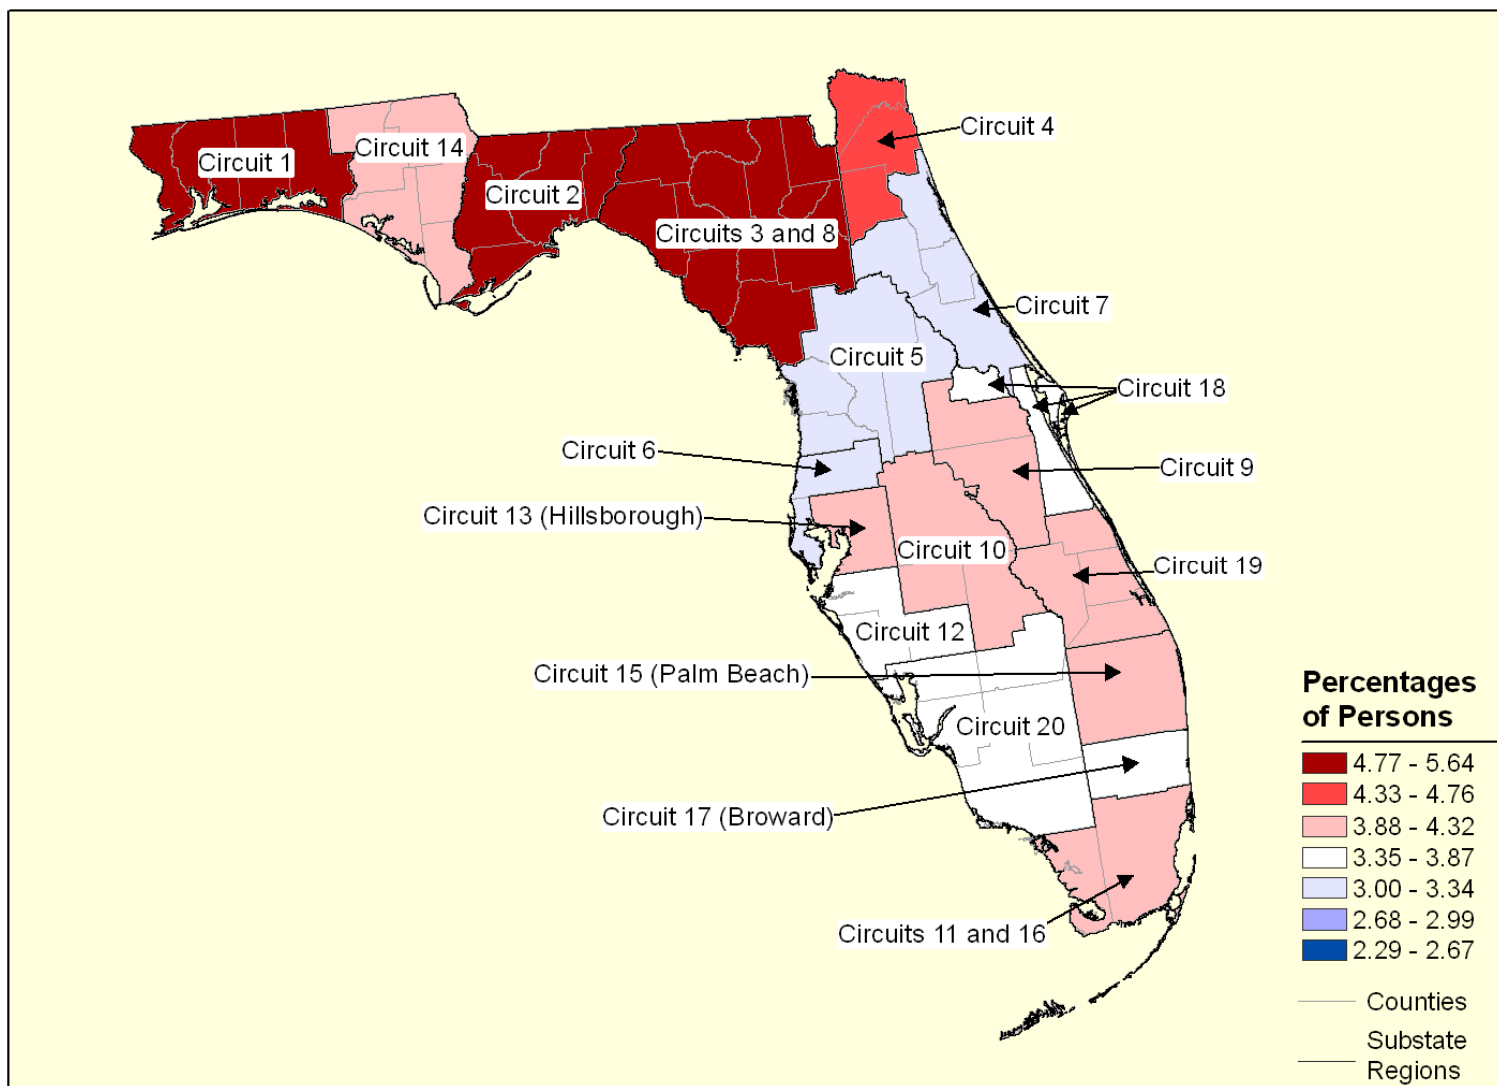 Circuit 4
Circuit 14
Circuit 1
Circuit 2
Circuits 3 and 8
Circuit 7
Circuit 5
Circuit 18
Circuit 6
Circuit 9
Circuit 13 (Hillsborough)
Circuit 10
Circuit 19
Circuit 12
Circuit 15 (Palm Beach)
Circuit 20
Circuit 17 (Broward)
Circuits 11 and 16
Percentages
of Persons
4.77 - 5.64
4.33 - 4.76
3.88 - 4.32
3.35 - 3.87
3.00 - 3.34
2.68 - 2.99
2.29 - 2.67
Counties
Substate
Regions